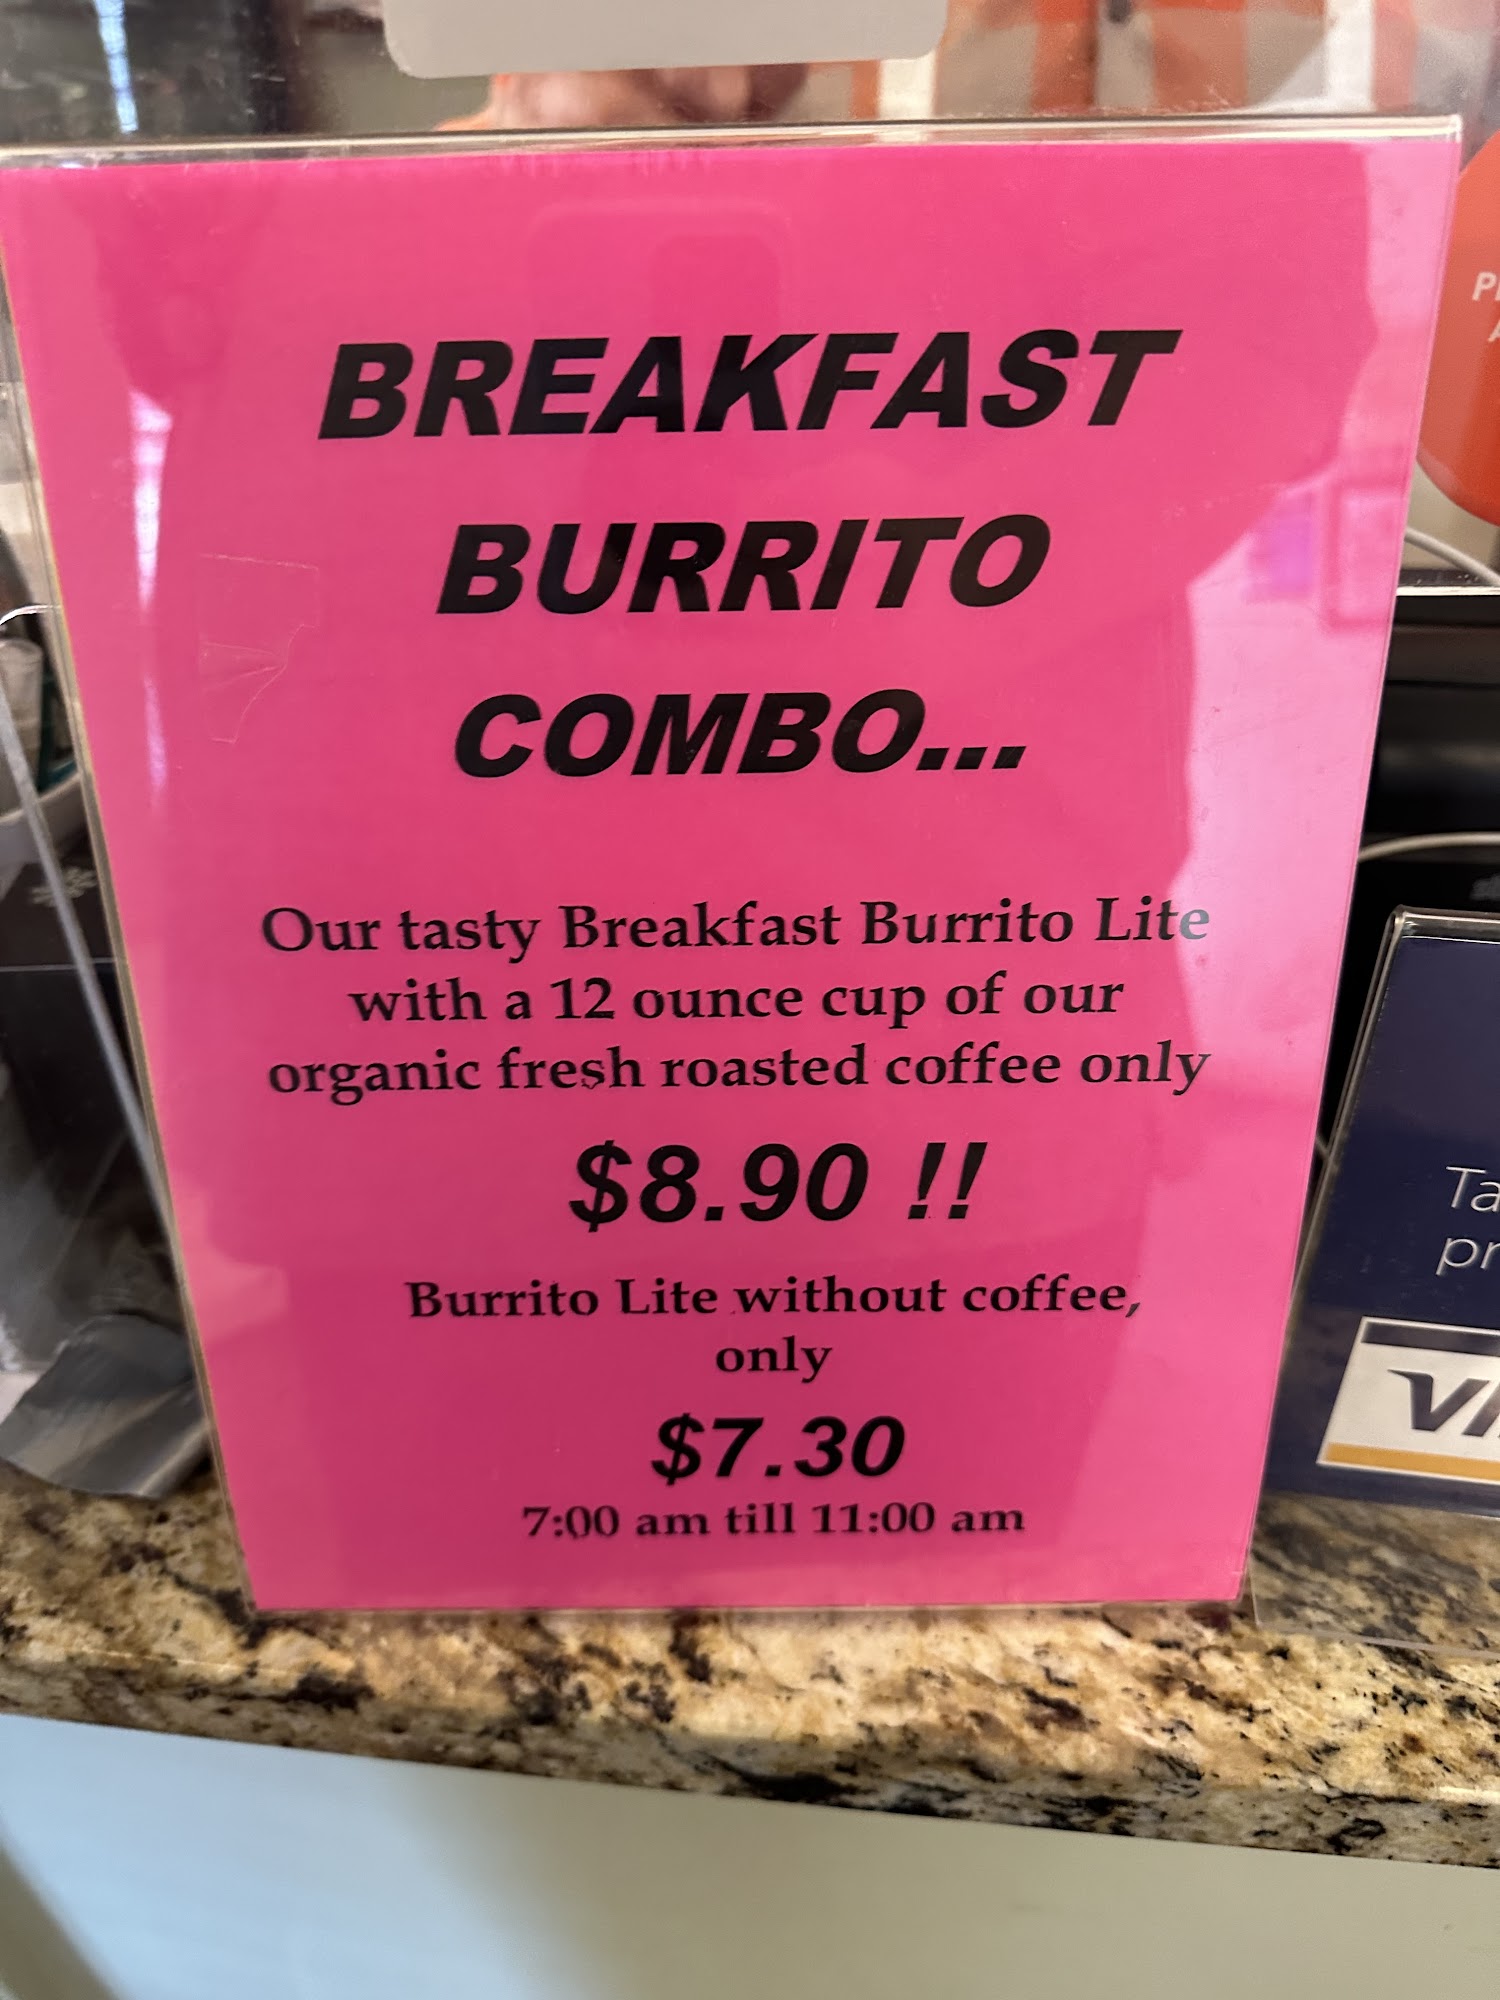 BREAKFAST
BURRITO
COMBO...
Our tasty Breakfast Burrito Lite
with a 12 ounce cup of our
organic fresh roasted coffee only
$8.90 !!
Burrito Lite without coffee,
only
$7.30
7:00 am till 11:00 am